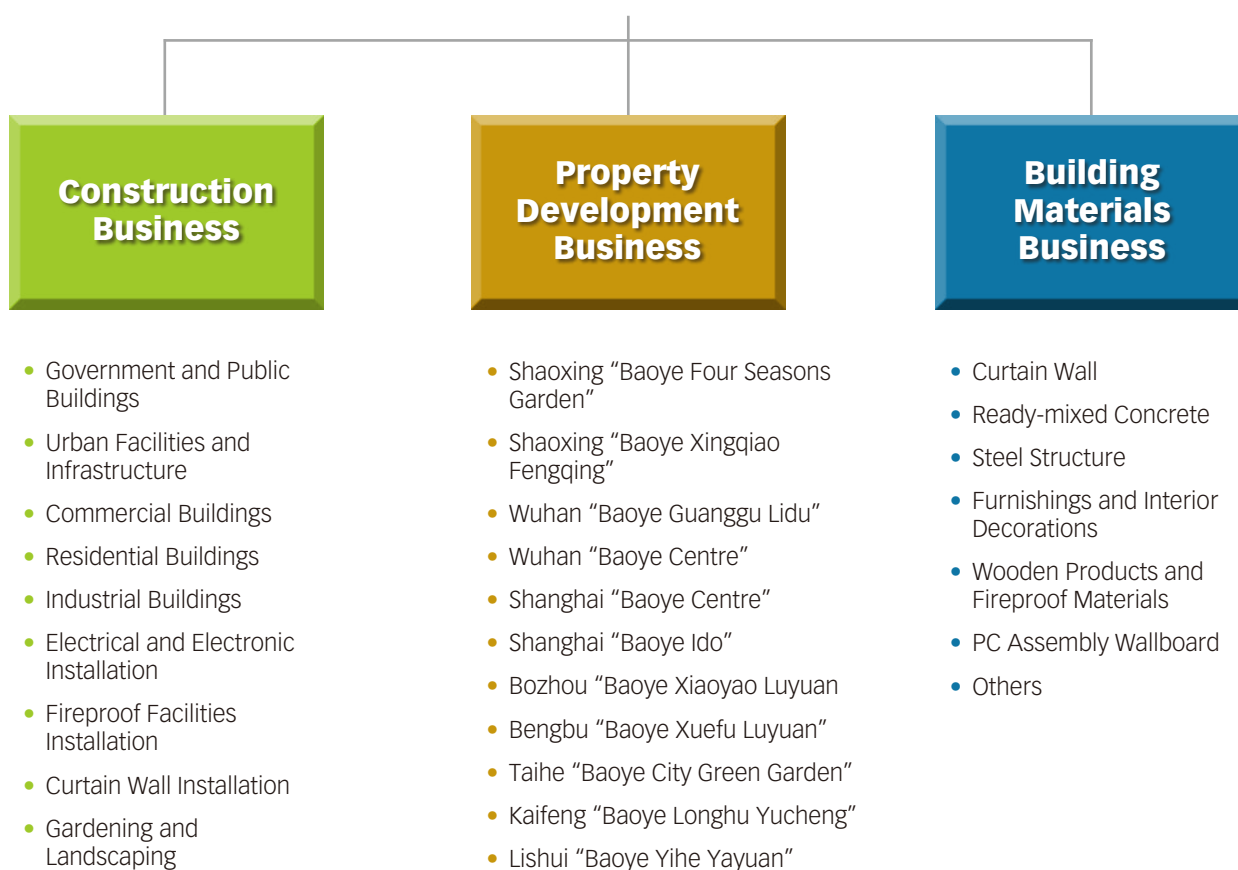 Construction
Business
Property
Development
Business
Building
Materials
Business
• Government and Public
Buildings
• Urban Facilities and
Infrastructure
• Commercial Buildings
• Residential Buildings
• Industrial Buildings
• Electrical and Electronic
Installation
• Fireproof Facilities
Installation
• Curtain Wall Installation
• Gardening and
Landscaping
• Shaoxing “Baoye Four Seasons
Garden”
• Shaoxing “Baoye Xingqiao
Fengqing”
• Wuhan “Baoye Guanggu Lidu”
• Wuhan “Baoye Centre”
• Shanghai “Baoye Centre”
• Shanghai “Baoye Ido”
• Bozhou “Baoye Xiaoyao Luyuan
• Bengbu “Baoye Xuefu Luyuan”
• Taihe “Baoye City Green Garden”
• Kaifeng “Baoye Longhu Yucheng”
• Lishui “Baoye Yihe Yayuan”
• Curtain Wall
• Ready-mixed Concrete
• Steel Structure
• Furnishings and Interior
Decorations
• Wooden Products and
Fireproof Materials
• PC Assembly Wallboard
• Others